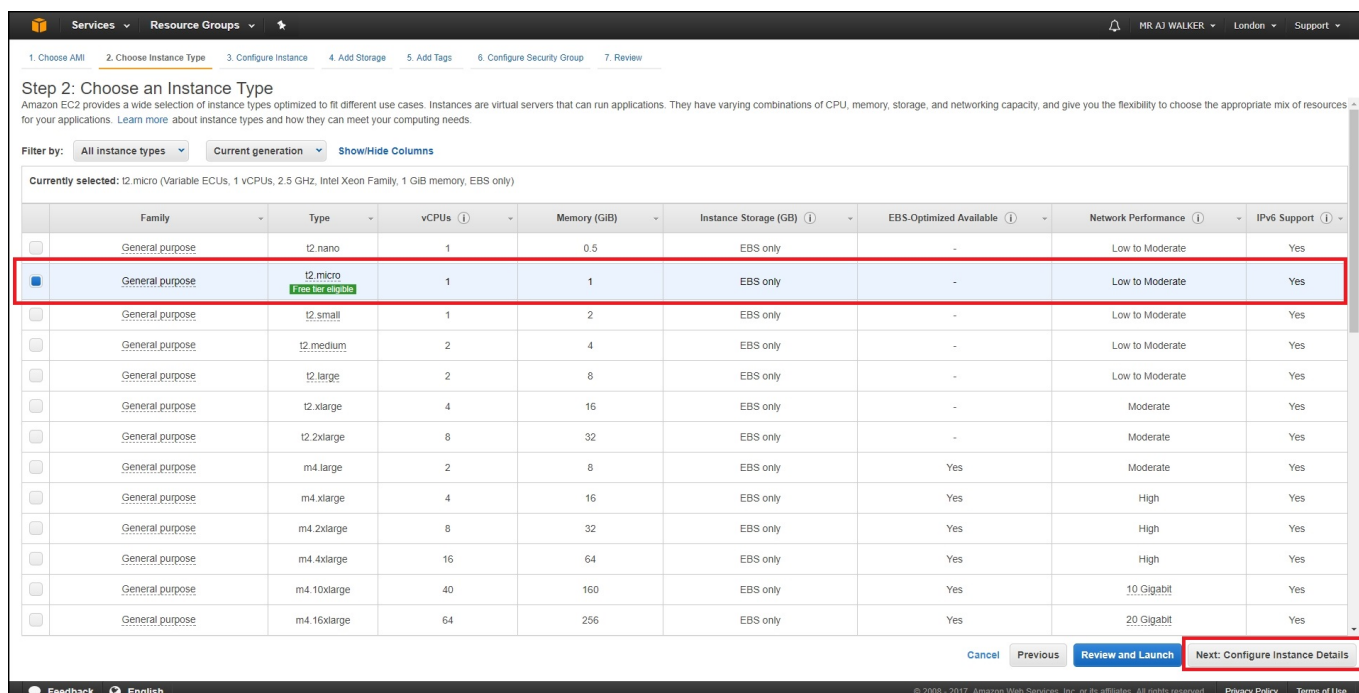 Services Resource Groups MR AJ WALKER London Support
1. Choose AMI 2. Choose Instance Type 3. Configure Instance 4. Add Storage 5. Add Tags 6. Configure Security Group 7. Review
Step 2: Choose an Instance Type
Amazon EC2 provides a wide selection of instance types optimized to fit different use cases. Instances are virtual servers that can run applications. They have varying combinations of CPU, memory, storage, and networking capacity, and give you the flexibility to choose the appropriate mix of resources
for your applications. Learn more about instance types and how they can meet your computing needs.
Filter by: All instance types Current generation Show/Hide Columns
Currently selected: t2.micro (Variable ECUs, 1 vCPUs, 2.5 GHz, Intel Xeon Family, 1 GiB memory, EBS only)
Family Type vCPUs i Memory (GiB) Instance Storage (GB) i EBS-Optimized Available i Network Performance i IPv6 Support i
General purpose t2.nano 1 0.5 EBS only - Low to Moderate Yes
General purpose t2.micro 1 1 EBS only - Low to Moderate Yes
Free tier eligible
General purpose t2.small 1 2 EBS only - Low to Moderate Yes
General purpose t2.medium 2 4 EBS only - Low to Moderate Yes
General purpose t2.large 2 8 EBS only - Low to Moderate Yes
General purpose t2.xlarge 4 16 EBS only - Moderate Yes
General purpose t2.2xlarge 8 32 EBS only - Moderate Yes
General purpose m4.large 2 8 EBS only Yes Moderate Yes
General purpose m4.xlarge 4 16 EBS only Yes High Yes
General purpose m4.2xlarge 8 32 EBS only Yes High Yes
General purpose m4.4xlarge 16 64 EBS only Yes High Yes
General purpose m4.10xlarge 40 160 EBS only Yes 10 Gigabit Yes
General purpose m4.16xlarge 64 256 EBS only Yes 20 Gigabit Yes
Cancel Previous Review and Launch Next: Configure Instance Details
Feedback English © 2008 - 2017, Amazon Web Services, Inc. or its affiliates. All rights reserved. Privacy Policy Terms of Use